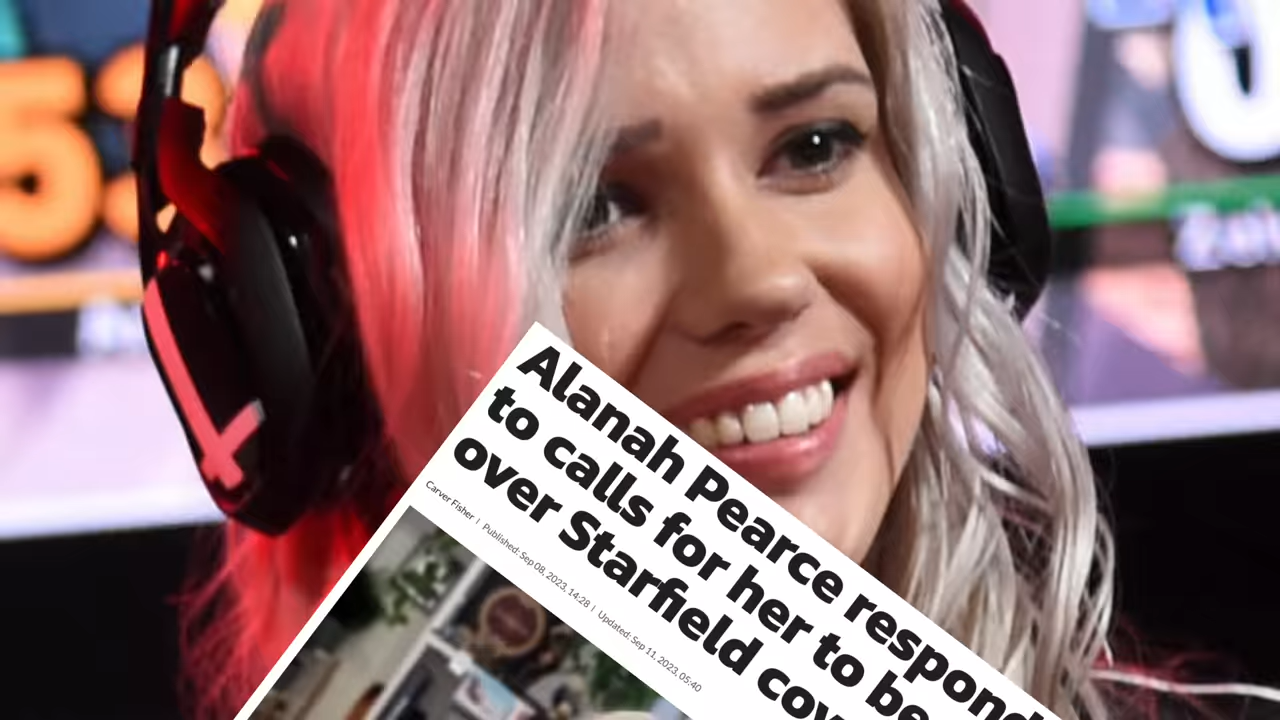 Alanah Pearce respond
to calls for her to be
over Starfield cov
Carver Fisher | Published: Sep 08, 2023, 14:28 | Updated: Sep 11, 2023, 05:40